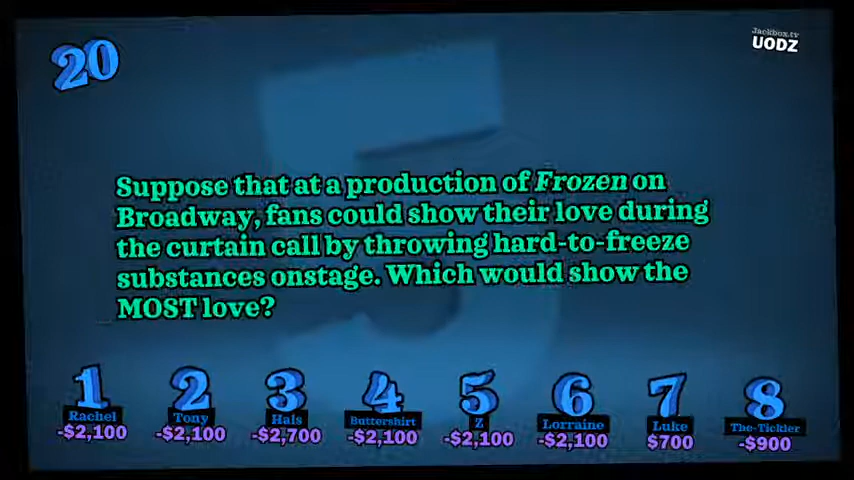 20
Jackbox.tv
UODZ
Suppose that at a production of Frozen on
Broadway, fans could show their love during
the curtain call by throwing hard-to-freeze
substances onstage. Which would show the
MOST love?
1 2 3 4 5 6 7 8
Rachel Tony Hals Buttershirt Z Lorraine Luke The-Tickler
-$2,100 -$2,100 -$2,700 -$2,100 -$2,100 -$2,100 $700 -$900